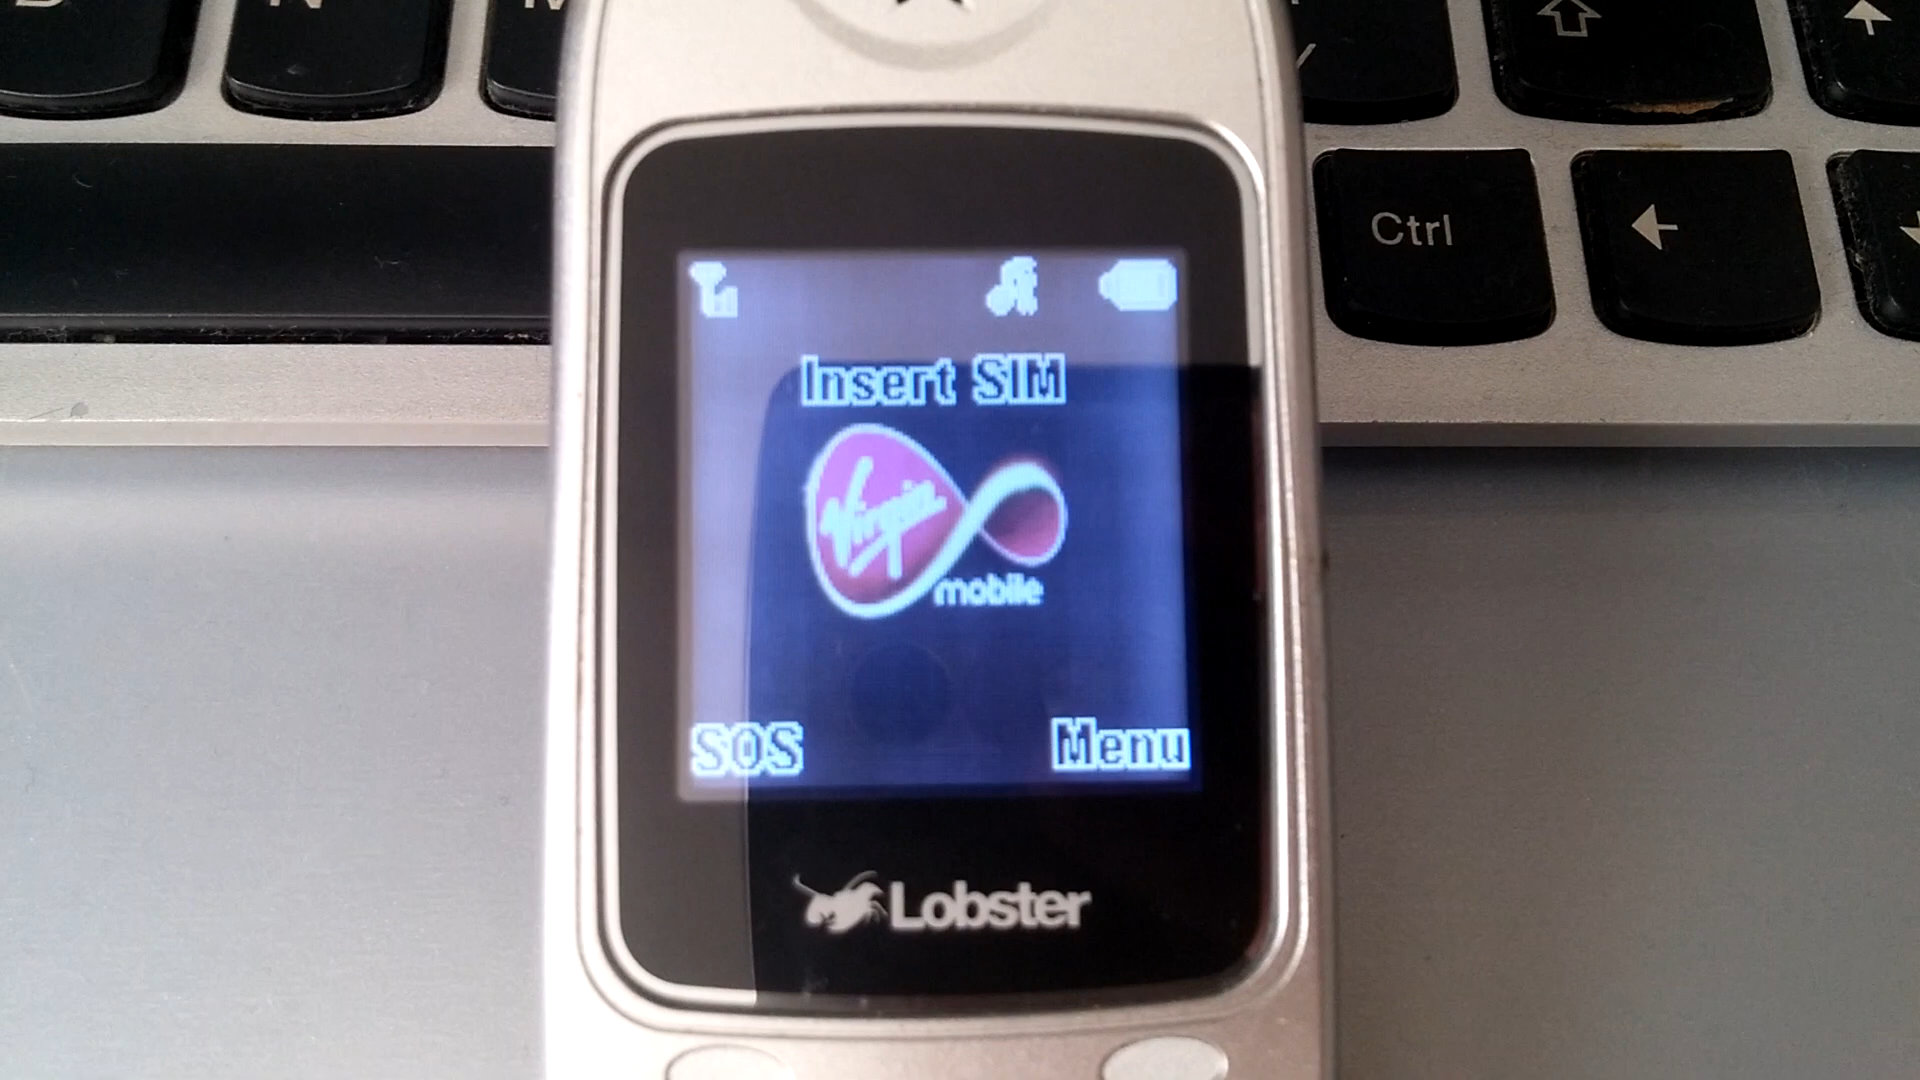 N
Ctrl
Insert SIM
Virgin
mobile
SOS
Menu
Lobster